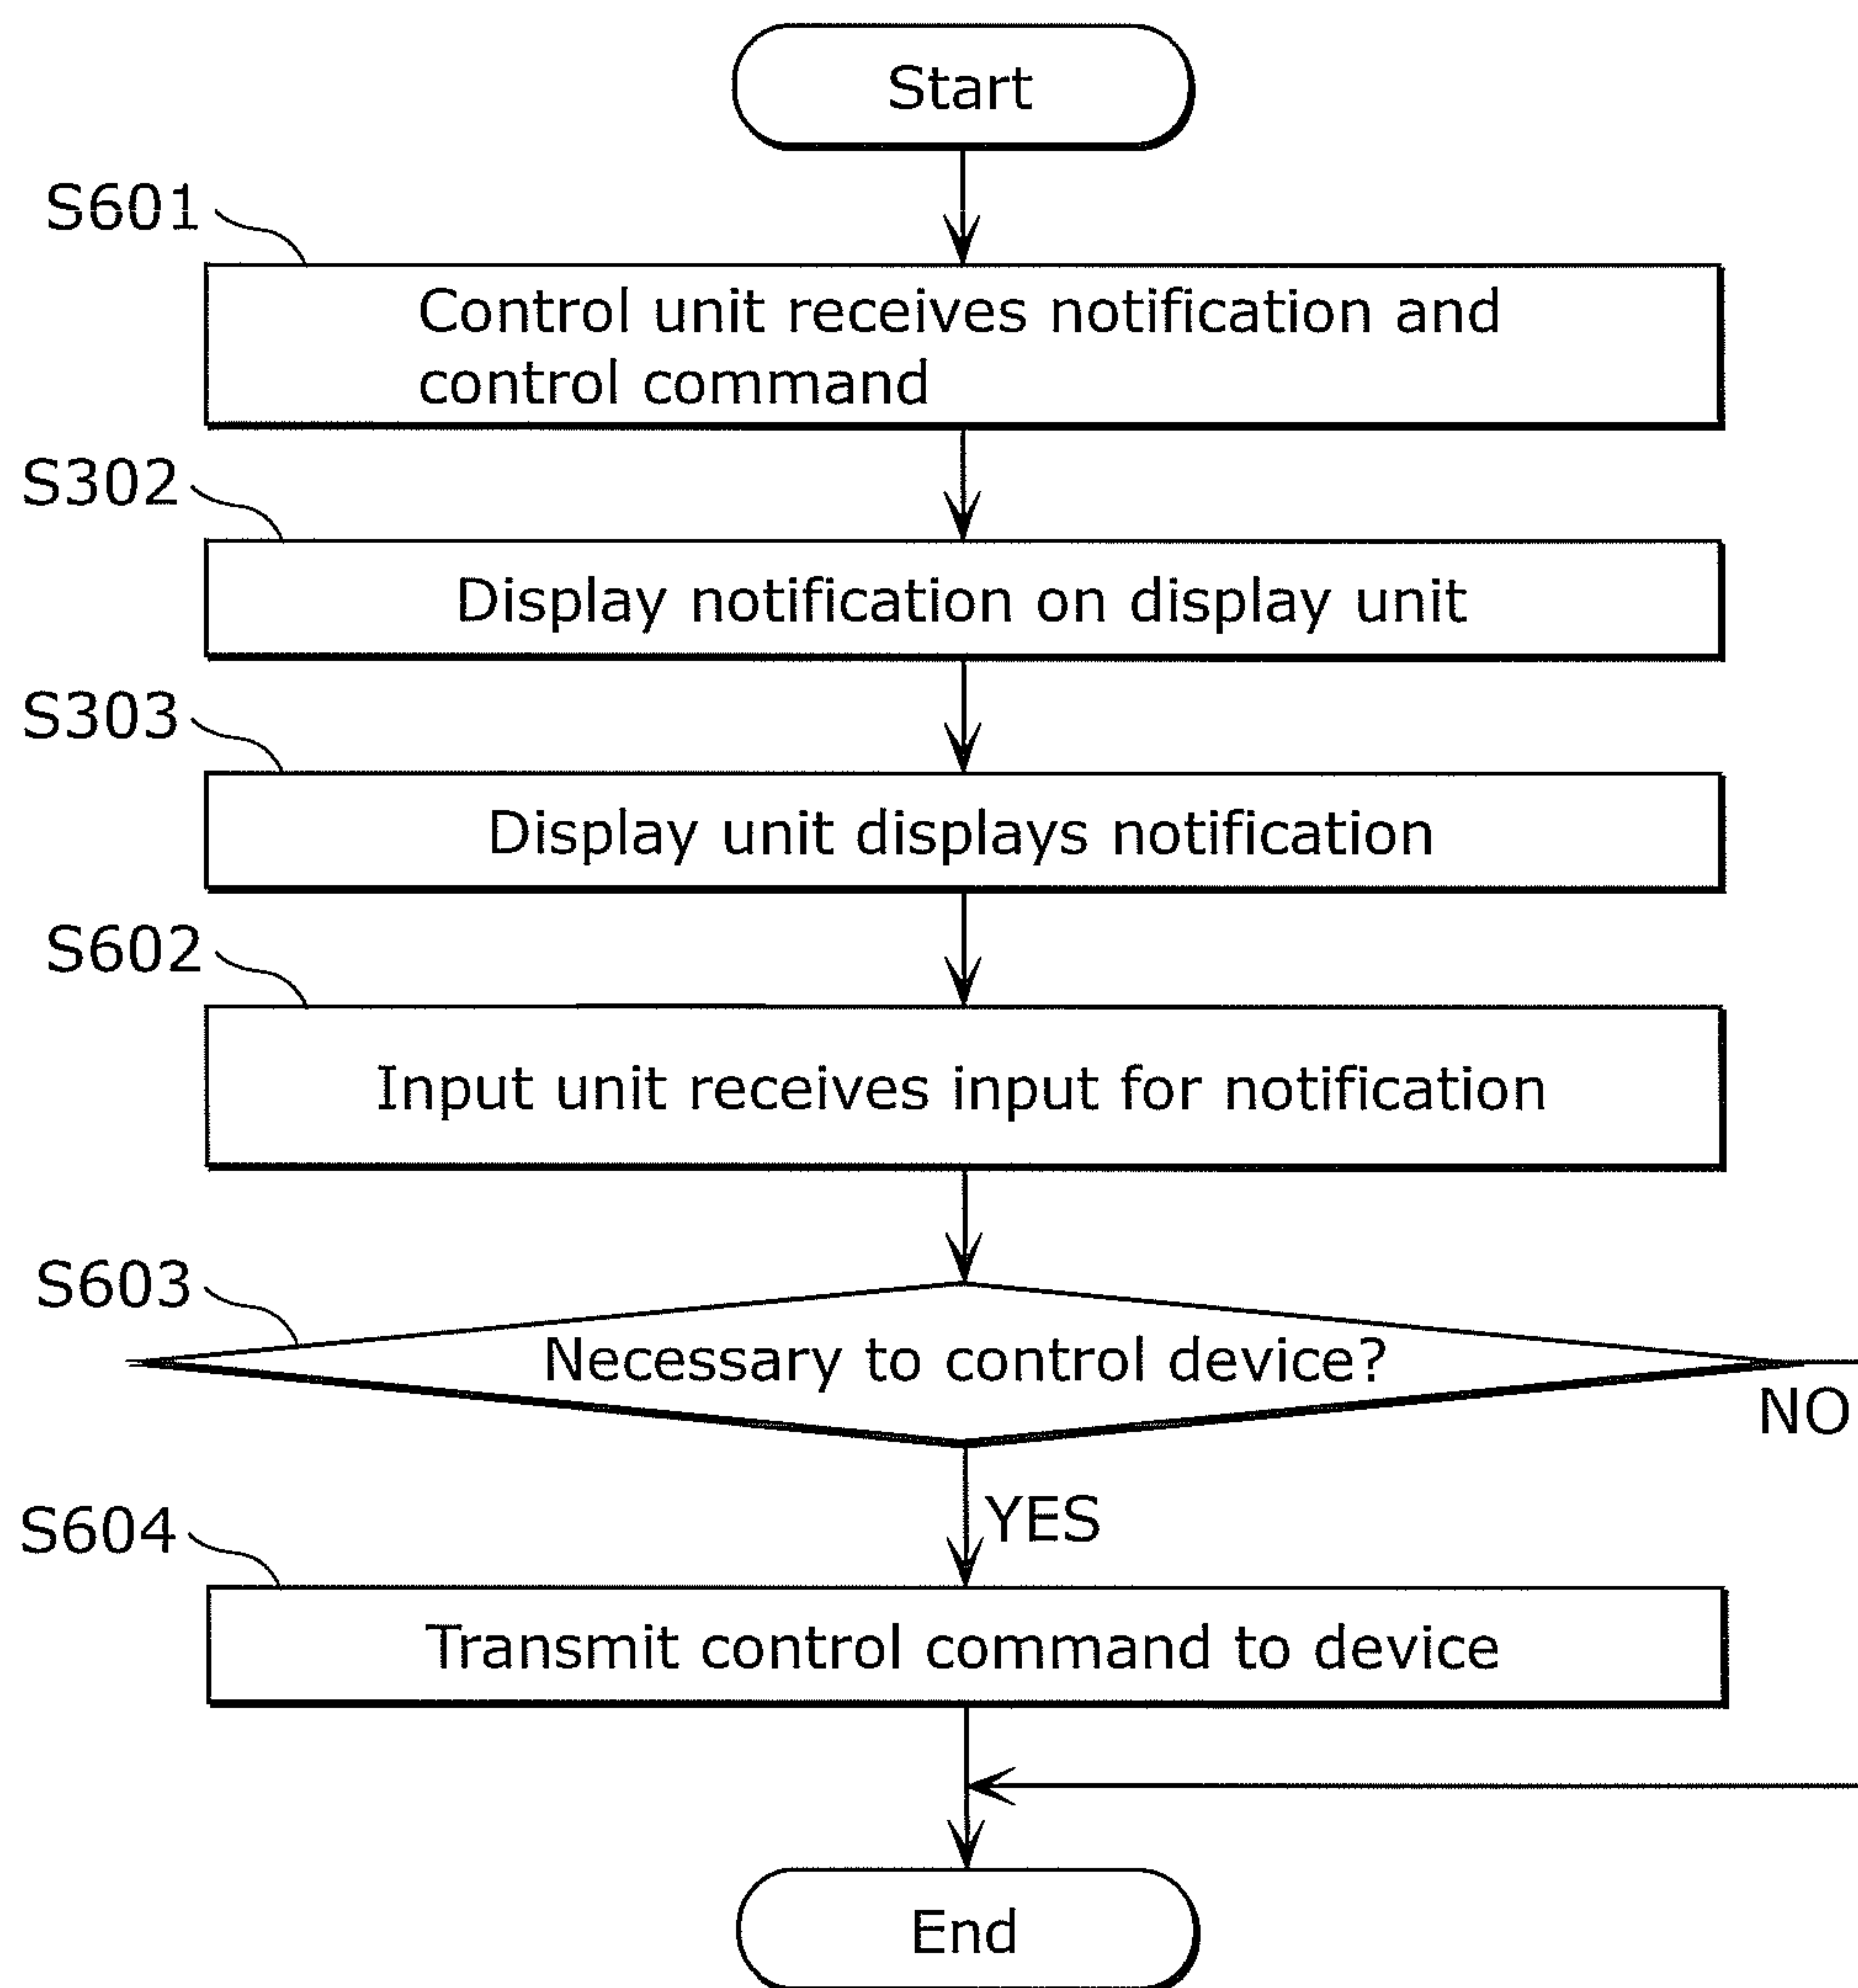 Start
S601
Control unit receives notification and
control command
S302
Display notification on display unit
S303
Display unit displays notification
S602
Input unit receives input for notification
S603
Necessary to control device?
NO
YES
S604
Transmit control command to device
End